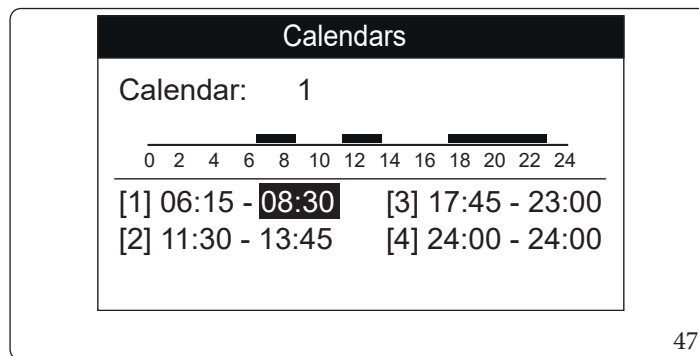 Calendars
Calendar: 1
0 2 4 6 8 10 12 14 16 18 20 22 24
[1] 06:15 - 08:30 [3] 17:45 - 23:00
[2] 11:30 - 13:45 [4] 24:00 - 24:00
47